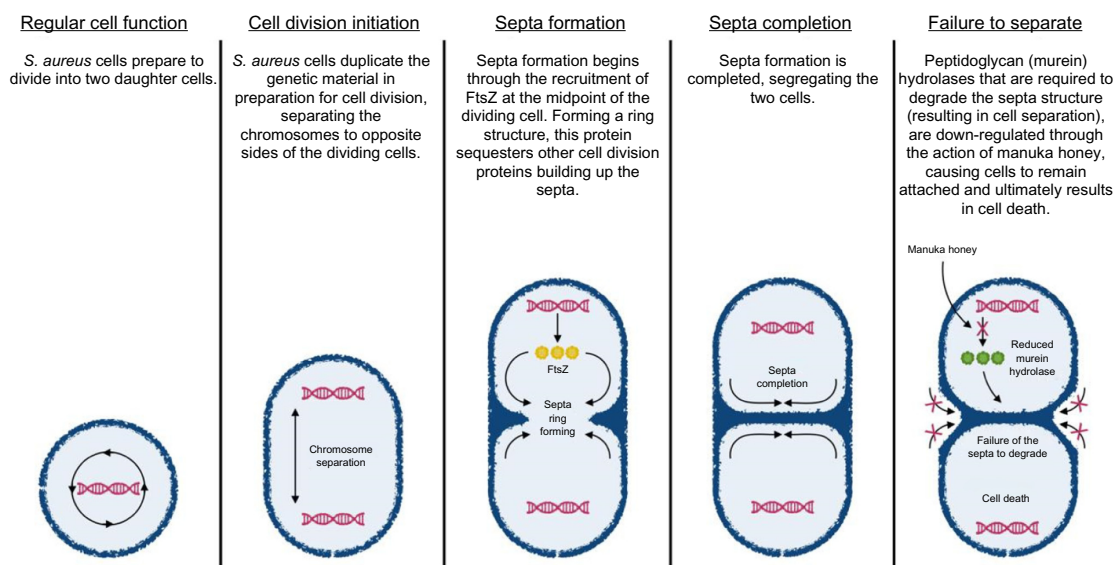 Regular cell function
S. aureus cells prepare to
divide into two daughter cells.
Cell division initiation
S. aureus cells duplicate the
genetic material in
preparation for cell division,
separating the
chromosomes to opposite
sides of the dividing cells.
Chromosome
separation
Septa formation
Septa formation begins
through the recruitment of
FtsZ at the midpoint of the
dividing cell. Forming a ring
structure, this protein
sequesters other cell division
proteins building up the
septa.
FtsZ
Septa
ring
forming
Septa completion
Septa formation is
completed, segregating the
two cells.
Septa
completion
Failure to separate
Peptidoglycan (murein)
hydrolases that are required to
degrade the septa structure
(resulting in cell separation),
are down-regulated through
the action of manuka honey,
causing cells to remain
attached and ultimately results
in cell death.
Manuka honey
Reduced
murein
hydrolase
Failure of the
septa to degrade
Cell death